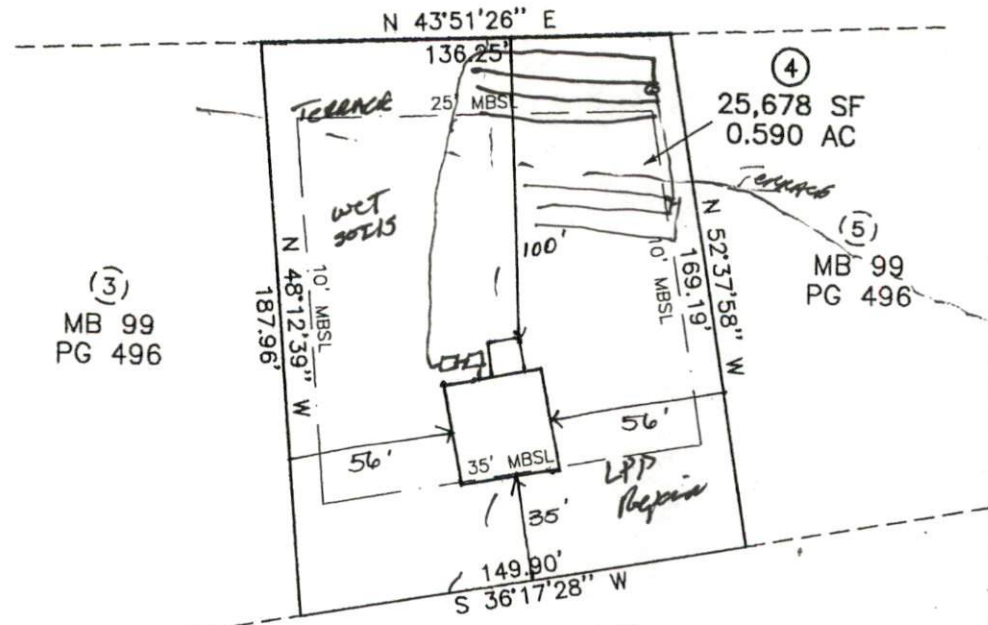 N 43°51'26" E
136.25'
④
25,678 SF
0.590 AC
TERRACE
25' MBSL
TERRACE
WET
SOILS
100'
(3)
MB 99
PG 496
N 48°12'39" W
187.96'
10' MBSL
10' MBSL
N 52°37'58" W
169.19'
(5)
MB 99
PG 496
56'
56'
35' MBSL
LPP
Repair
35'
149.90'
S 36°17'28" W